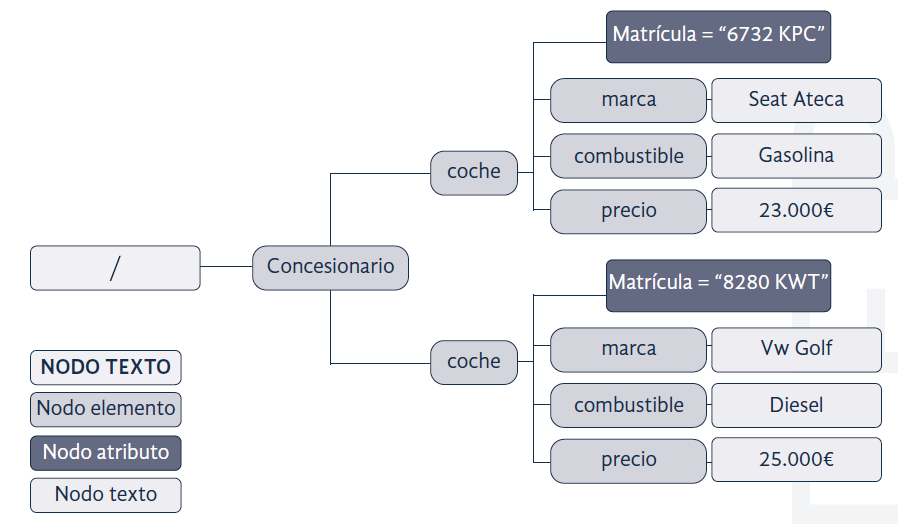 Matrícula = “6732 KPC”
marca
Seat Ateca
combustible
Gasolina
coche
precio
23.000€
/
Concesionario
Matrícula = “8280 KWT”
marca
Vw Golf
coche
combustible
Diesel
precio
25.000€
NODO TEXTO
Nodo elemento
Nodo atributo
Nodo texto